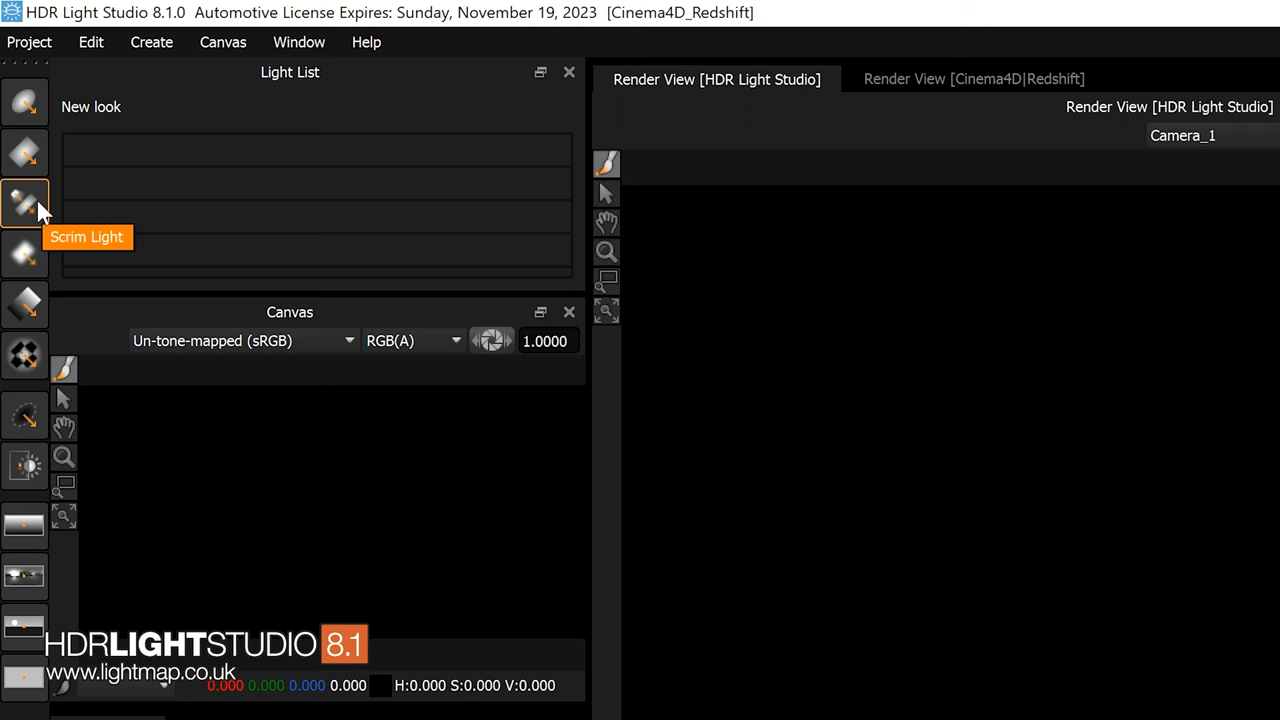 HDR Light Studio 8.1.0 Automotive License Expires: Sunday, November 19, 2023 [Cinema4D_Redshift]
Project Edit Create Canvas Window Help
Light List
Render View [HDR Light Studio] Render View [Cinema4D|Redshift]
New look
Render View [HDR Light Studio]
Camera_1
Scrim Light
Canvas
Un-tone-mapped (sRGB) RGB(A) 1.0000
HDRLIGHTSTUDIO 8.1
www.lightmap.co.uk
0.000 0.000 0.000 0.000 H:0.000 S:0.000 V:0.000